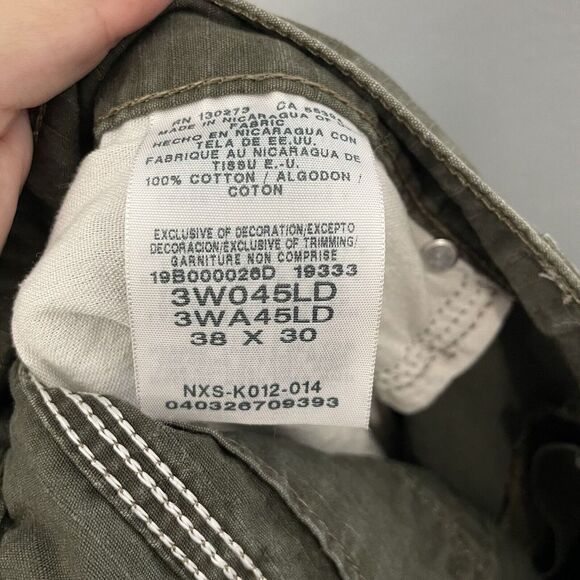 RN 130273 CA
MADE IN NICARAGUA OF U.S.
FABRIC
HECHO EN NICARAGUA CON
TELA DE EE.UU.
FABRIQUE AU NICARAGUA DE
TISSU E.-U.
100% COTTON / ALGODON /
COTON
EXCLUSIVE OF DECORATION/EXCEPTO
DECORACION/EXCLUSIVE OF TRIMMING/
GARNITURE NON COMPRISE
19B000026D 19333
3W045LD
3WA45LD
38 X 30
NXS-K012-014
040326709393